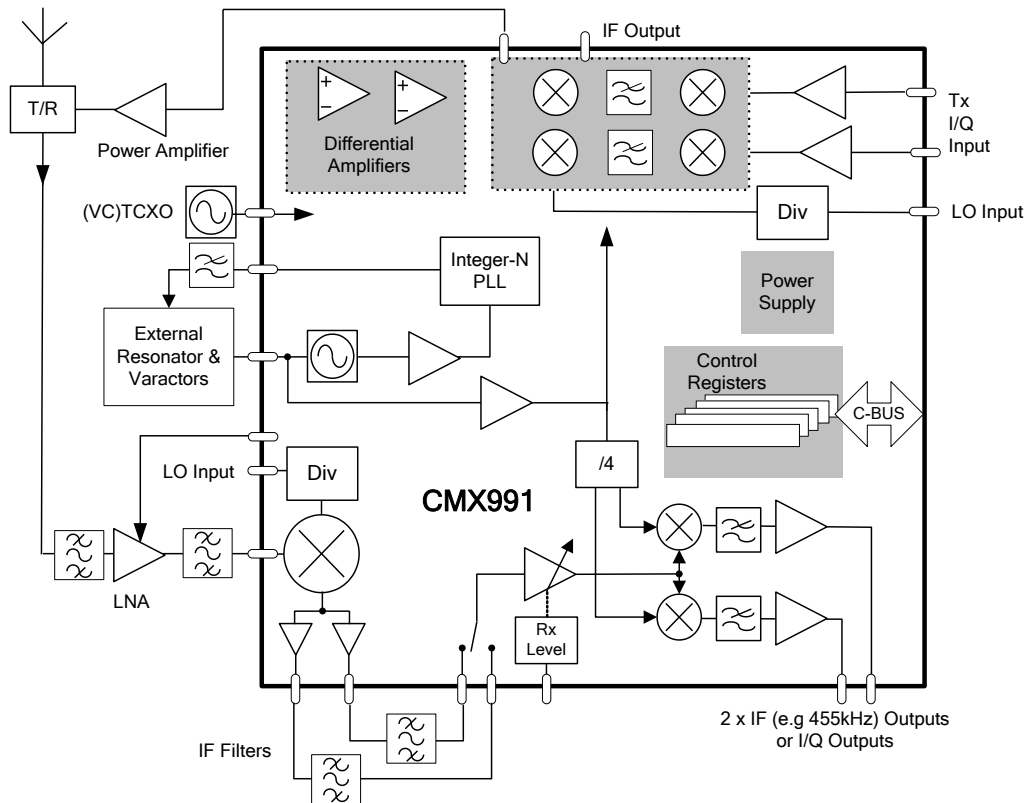 IF Output
T/R
Power Amplifier
+
−
+
−
Differential
Amplifiers
Tx
I/Q
Input
(VC)TCXO
Div
LO Input
Integer-N
PLL
Power
Supply
External
Resonator &
Varactors
Control
Registers
C-BUS
LO Input
Div
/4
CMX991
LNA
Rx
Level
IF Filters
2 x IF (e.g 455kHz) Outputs
or I/Q Outputs